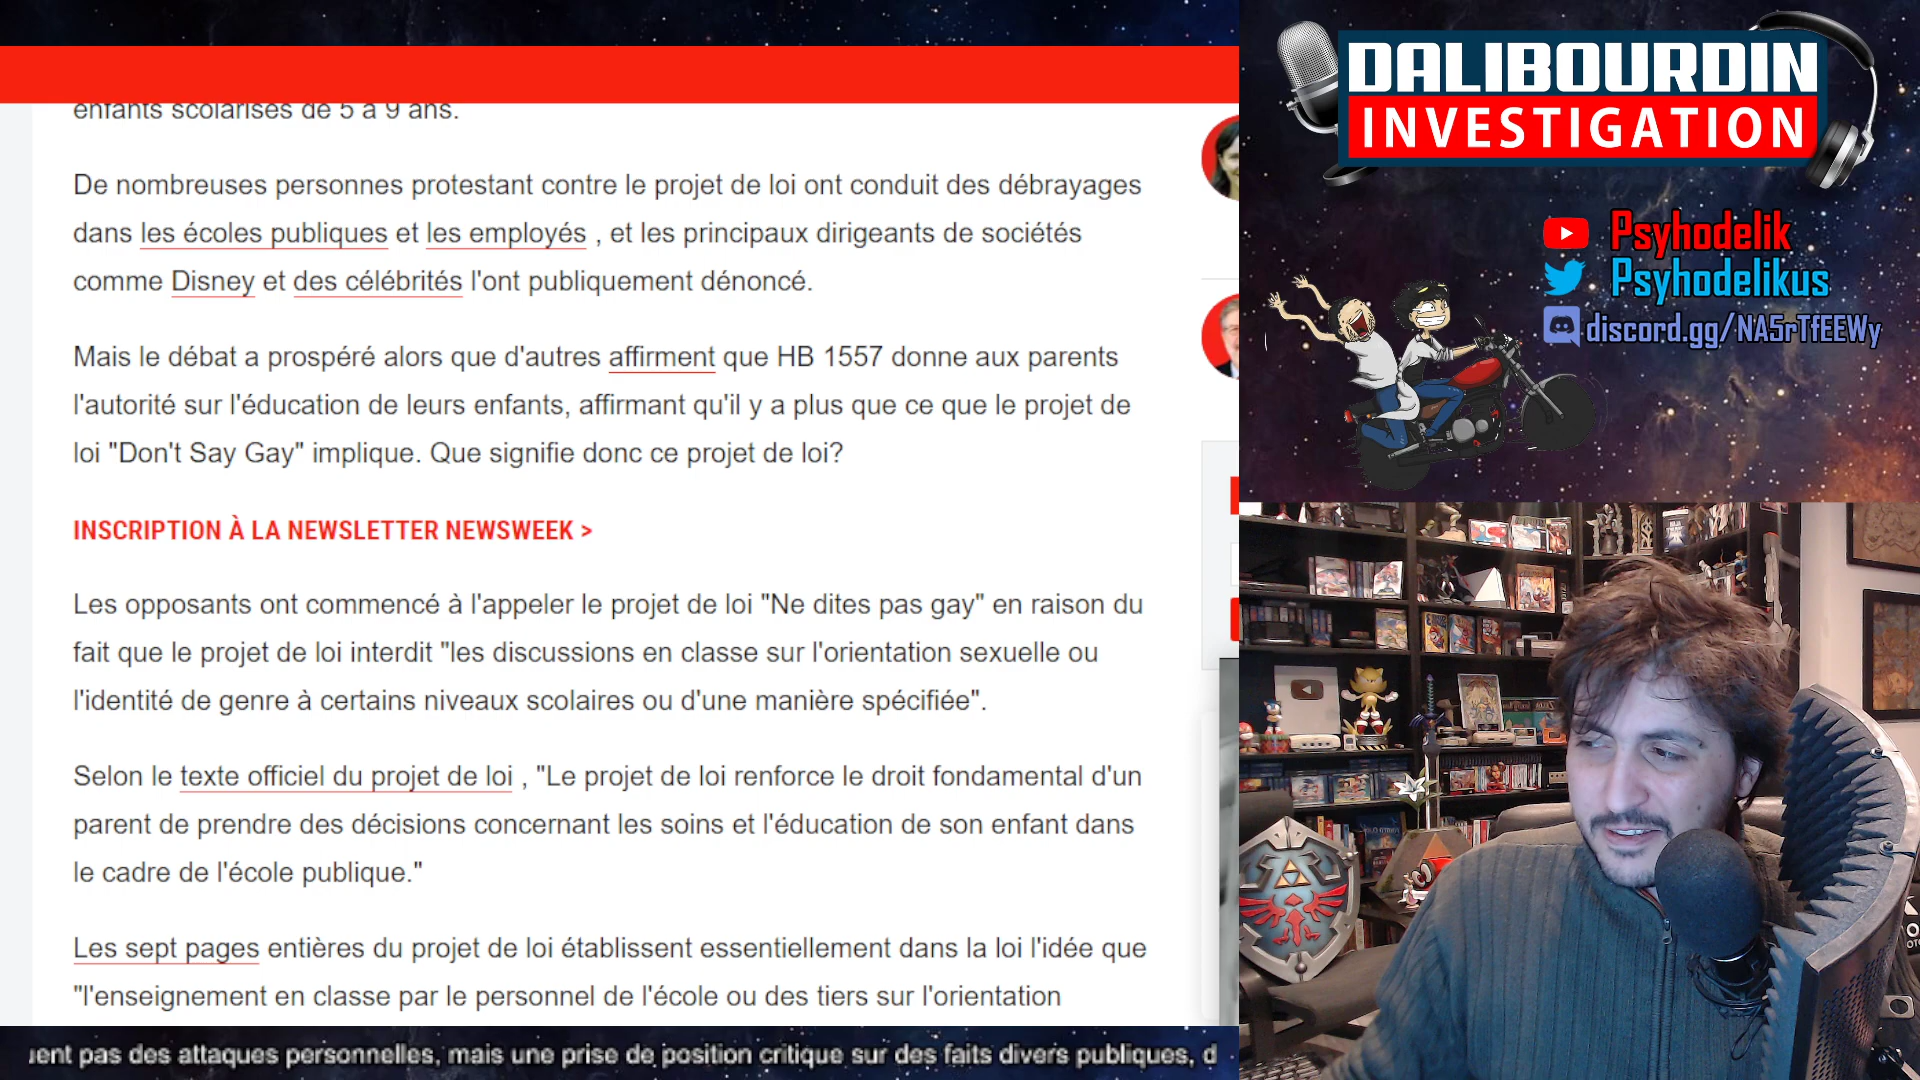 enfants scolarisés de 5 à 9 ans.
De nombreuses personnes protestant contre le projet de loi ont conduit des débrayages
dans les écoles publiques et les employés , et les principaux dirigeants de sociétés
comme Disney et des célébrités l'ont publiquement dénoncé.
Mais le débat a prospéré alors que d'autres affirment que HB 1557 donne aux parents
l'autorité sur l'éducation de leurs enfants, affirmant qu'il y a plus que ce que le projet de
loi "Don't Say Gay" implique. Que signifie donc ce projet de loi?
INSCRIPTION À LA NEWSLETTER NEWSWEEK >
Les opposants ont commencé à l'appeler le projet de loi "Ne dites pas gay" en raison du
fait que le projet de loi interdit "les discussions en classe sur l'orientation sexuelle ou
l'identité de genre à certains niveaux scolaires ou d'une manière spécifiée".
Selon le texte officiel du projet de loi , "Le projet de loi renforce le droit fondamental d'un
parent de prendre des décisions concernant les soins et l'éducation de son enfant dans
le cadre de l'école publique."
Les sept pages entières du projet de loi établissent essentiellement dans la loi l'idée que
"l'enseignement en classe par le personnel de l'école ou des tiers sur l'orientation
uent pas des attaques personnelles, mais une prise de position critique sur des faits divers publiques, d
DALIBOURDIN
INVESTIGATION
Psyhodelik
Psyhodelikus
discord.gg/NA5rTfEEWy